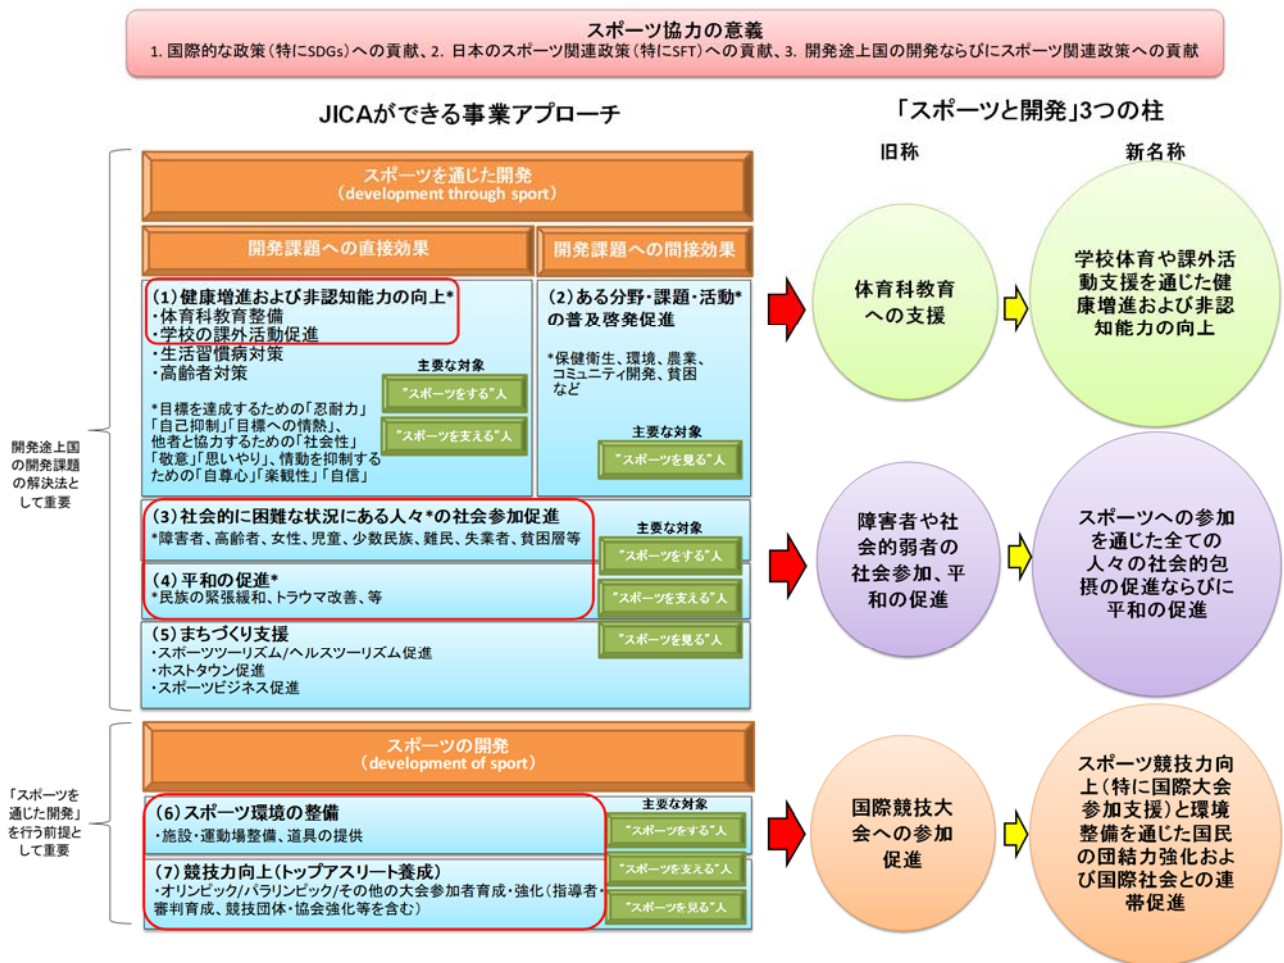 スポーツ協力の意義
1. 国際的な政策(特にSDGs)への貢献、2. 日本のスポーツ関連政策(特にSFT)への貢献、3. 開発途上国の開発ならびにスポーツ関連政策への貢献
JICAができる事業アプローチ
「スポーツと開発」3つの柱
旧称
新名称
開発途上国
の開発課題
の解決法と
して重要
スポーツを通じた開発
(development through sport)
開発課題への直接効果
開発課題への間接効果
(1)健康増進および非認知能力の向上*
・体育科教育整備
・学校の課外活動促進
・生活習慣病対策
・高齢者対策
主要な対象
"スポーツをする"人
"スポーツを支える"人
*目標を達成するための「忍耐力」
「自己抑制」「目標への情熱」、
他者と協力するための「社会性」
「敬意」「思いやり」、情動を抑制する
ための「自尊心」「楽観性」「自信」
(2)ある分野・課題・活動*
の普及啓発促進
*保健衛生、環境、農業、
コミュニティ開発、貧困
など
主要な対象
"スポーツを見る"人
体育科教育
への支援
学校体育や課外活
動支援を通じた健
康増進および非認
知能力の向上
(3)社会的に困難な状況にある人々*の社会参加促進
*障害者、高齢者、女性、児童、少数民族、難民、失業者、貧困層等
(4)平和の促進*
*民族の緊張緩和、トラウマ改善、等
(5)まちづくり支援
・スポーツツーリズム/ヘルスツーリズム促進
・ホストタウン促進
・スポーツビジネス促進
主要な対象
"スポーツをする"人
"スポーツを支える"人
"スポーツを見る"人
障害者や社
会的弱者の
社会参加、平
和の促進
スポーツへの参加
を通じた全ての
人々の社会的包
摂の促進ならびに
平和の促進
「スポーツを
通じた開発」
を行う前提と
して重要
スポーツの開発
(development of sport)
(6)スポーツ環境の整備
・施設・運動場整備、道具の提供
(7)競技力向上(トップアスリート養成)
・オリンピック/パラリンピック/その他の大会参加者育成・強化(指導者・
審判育成、競技団体・協会強化等を含む)
主要な対象
"スポーツをする"人
"スポーツを支える"人
"スポーツを見る"人
国際競技大
会への参加
促進
スポーツ競技力向
上(特に国際大会
参加支援)と環境
整備を通じた国民
の団結力強化およ
び国際社会との連
帯促進